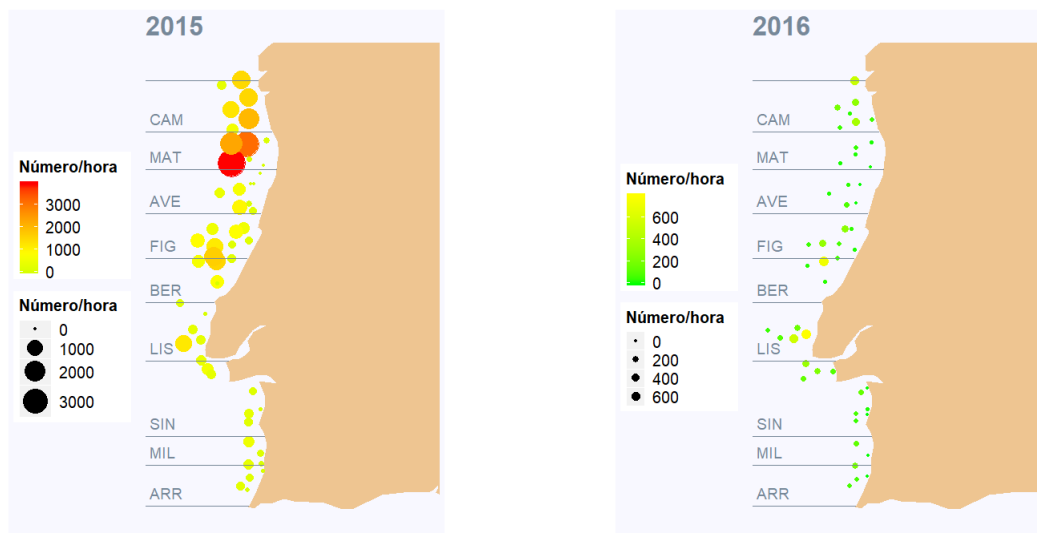 2015
CAM
MAT
AVE
FIG
BER
LIS
SIN
MIL
ARR
Número/hora
3000
2000
1000
0
Número/hora
0
1000
2000
3000
2016
CAM
MAT
AVE
FIG
BER
LIS
SIN
MIL
ARR
Número/hora
600
400
200
0
Número/hora
0
200
400
600